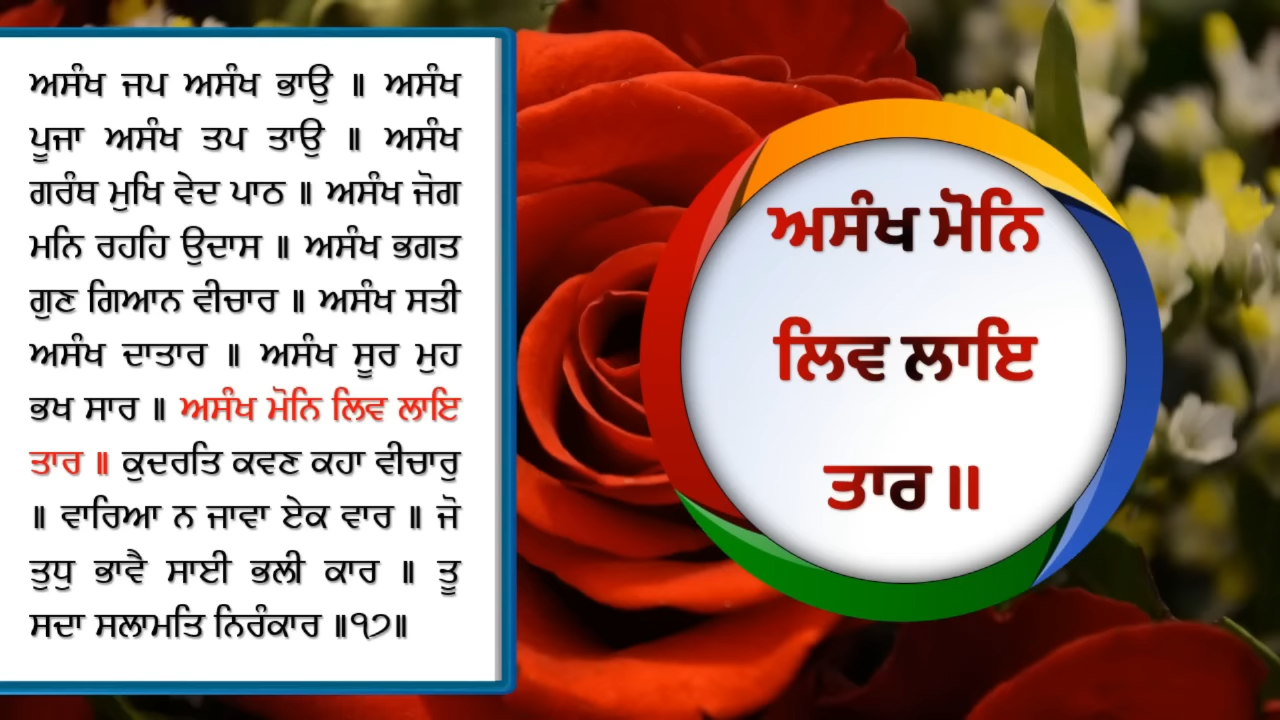 ਅਸੰਖ ਜਪ ਅਸੰਖ ਭਾਉ ॥ ਅਸੰਖ
ਪੂਜਾ ਅਸੰਖ ਤਪ ਤਾਉ ॥ ਅਸੰਖ
ਗਰੰਥ ਮੁਖਿ ਵੇਦ ਪਾਠ ॥ ਅਸੰਖ ਜੋਗ
ਮਨਿ ਰਹਹਿ ਉਦਾਸ ॥ ਅਸੰਖ ਭਗਤ
ਗੁਣ ਗਿਆਨ ਵੀਚਾਰ ॥ ਅਸੰਖ ਸਤੀ
ਅਸੰਖ ਦਾਤਾਰ ॥ ਅਸੰਖ ਸੂਰ ਮੁਹ
ਭਖ ਸਾਰ ॥ ਅਸੰਖ ਮੋਨਿ ਲਿਵ ਲਾਇ
ਤਾਰ ॥ ਕੁਦਰਤਿ ਕਵਣ ਕਹਾ ਵੀਚਾਰੁ
॥ ਵਾਰਿਆ ਨ ਜਾਵਾ ਏਕ ਵਾਰ ॥ ਜੋ
ਤੁਧੁ ਭਾਵੈ ਸਾਈ ਭਲੀ ਕਾਰ ॥ ਤੂ
ਸਦਾ ਸਲਾਮਤਿ ਨਿਰੰਕਾਰ ॥੧੭॥
ਅਸੰਖ ਮੋਨਿ
ਲਿਵ ਲਾਇ
ਤਾਰ ॥